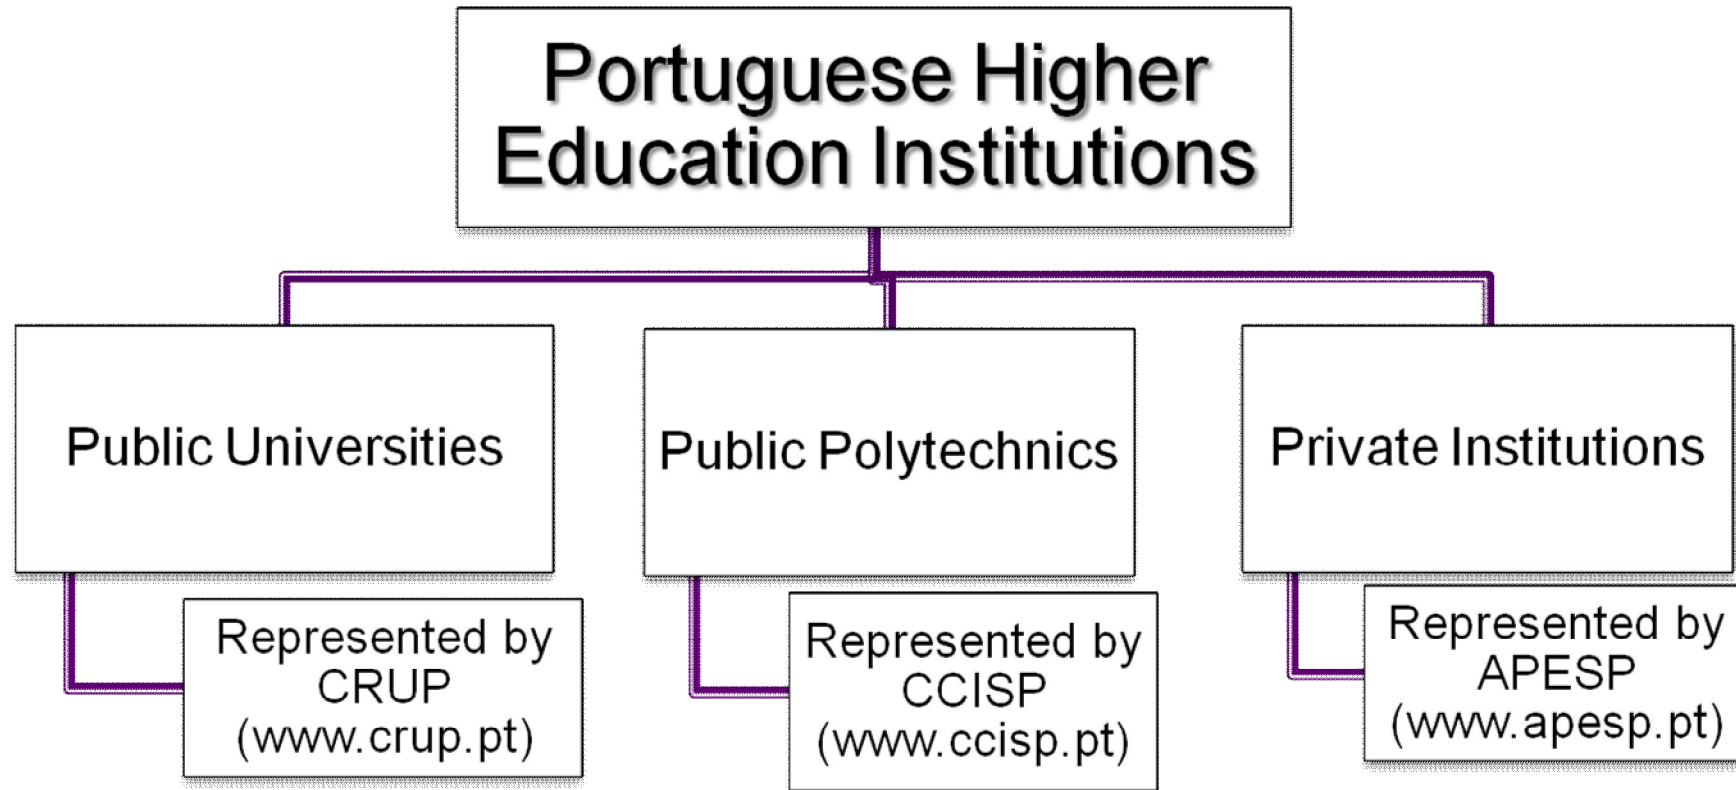 Portuguese Higher
Education Institutions
Public Universities
Public Polytechnics
Private Institutions
Represented by
CRUP
(www.crup.pt)
Represented by
CCISP
(www.ccisp.pt)
Represented by
APESP
(www.apesp.pt)